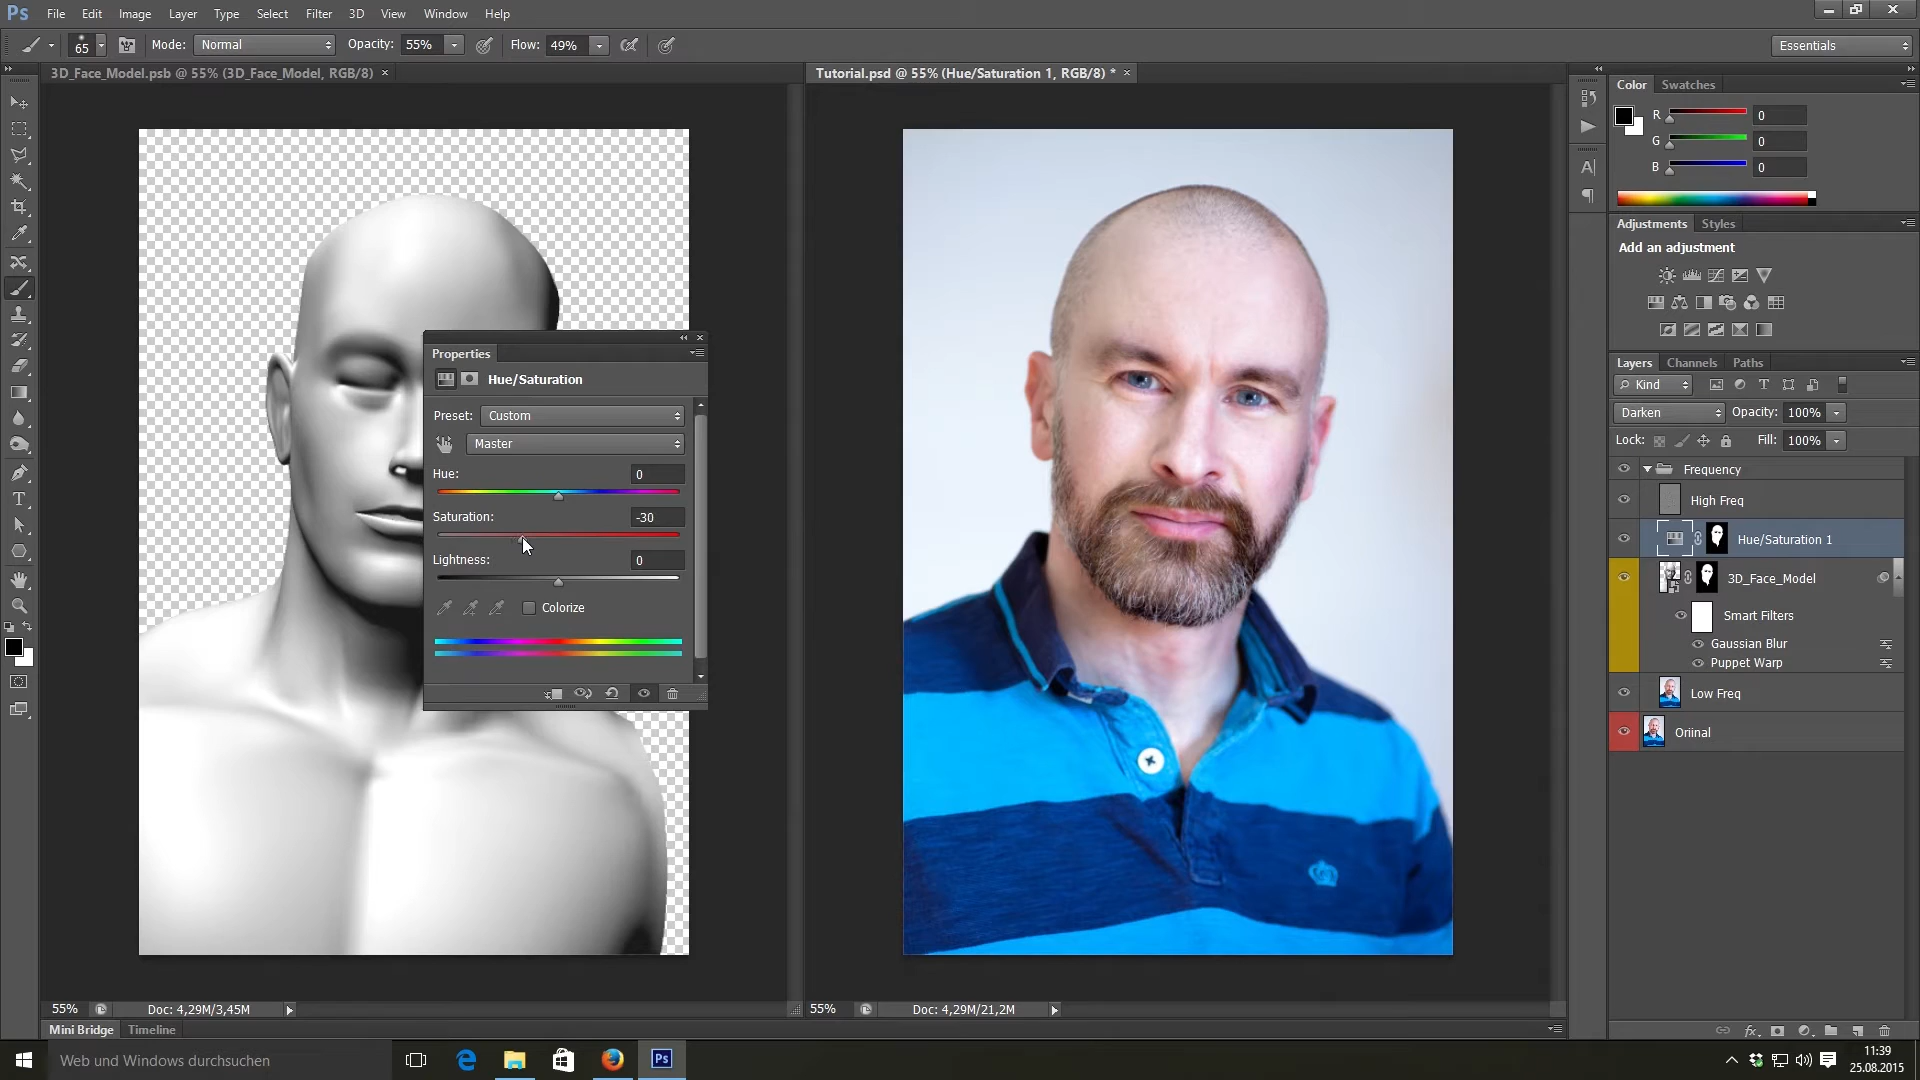 Ps File Edit Image Layer Type Select Filter 3D View Window Help
65 Mode: Normal Opacity: 55% Flow: 49% Essentials
3D_Face_Model.psb @ 55% (3D_Face_Model, RGB/8) ×
Tutorial.psd @ 55% (Hue/Saturation 1, RGB/8) * ×
Color Swatches
R 0
G 0
B 0
Adjustments Styles
Add an adjustment
Layers Channels Paths
Kind
Darken Opacity: 100%
Lock: Fill: 100%
Frequency
High Freq
Hue/Saturation 1
3D_Face_Model
Smart Filters
Gaussian Blur
Puppet Warp
Low Freq
Oriinal
Properties
Hue/Saturation
Preset: Custom
Master
Hue: 0
Saturation: -30
Lightness: 0
Colorize
55% Doc: 4,29M/3,45M
55% Doc: 4,29M/21,2M
Mini Bridge Timeline
Web und Windows durchsuchen
Ps
11:39
25.08.2015